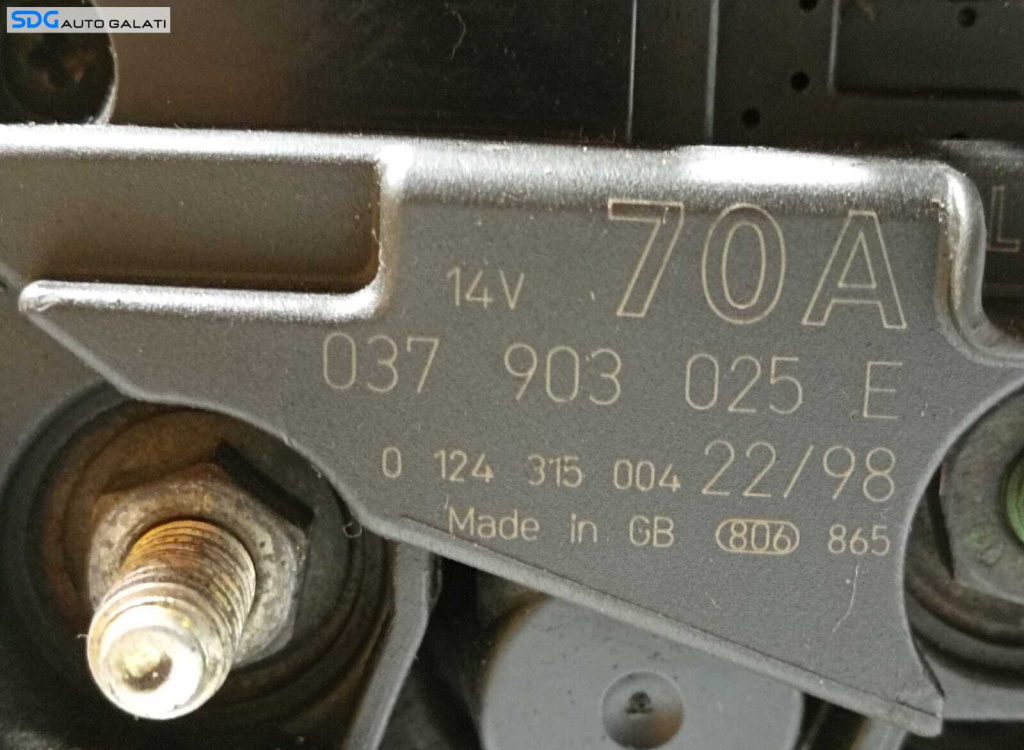 SDG AUTO GALATI
L
14V 70A
037 903 025 E
0 124 315 004 22/98
Made in GB 806 865